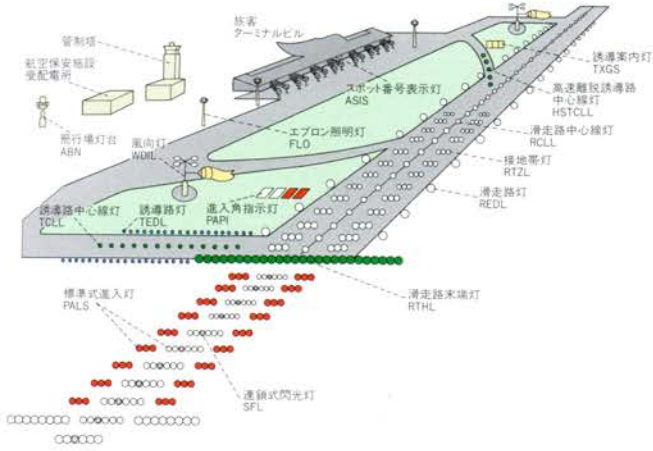 旅客
ターミナルビル
管制塔
航空保安施設
受配電所
飛行場灯台
ABN
風向灯
WDIL
スポット番号表示灯
ASIS
エプロン照明灯
FLO
誘導案内灯
TXGS
高速離脱誘導路
中心線灯
HSTCLL
滑走路中心線灯
RCLL
接地帯灯
RTZL
滑走路灯
REDL
誘導路中心線灯
TCLL
誘導路灯
TEDL
進入角指示灯
PAPI
標準式進入灯
PALS
滑走路末端灯
RTHL
連鎖式閃光灯
SFL